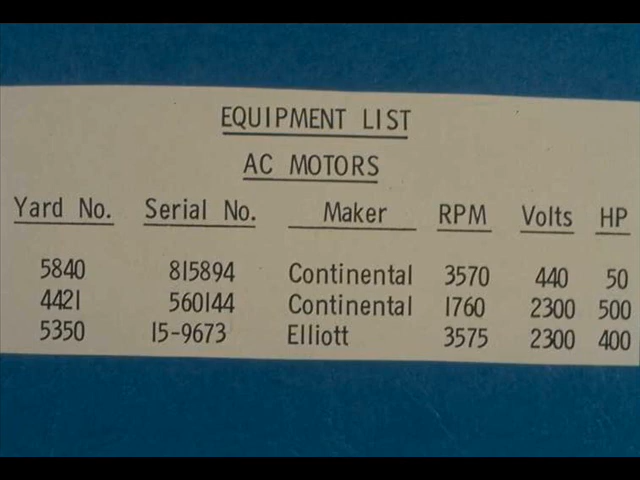 EQUIPMENT LIST
AC MOTORS
Yard No. Serial No. Maker RPM Volts HP
5840 815894 Continental 3570 440 50
4421 560144 Continental 1760 2300 500
5350 15-9673 Elliott 3575 2300 400